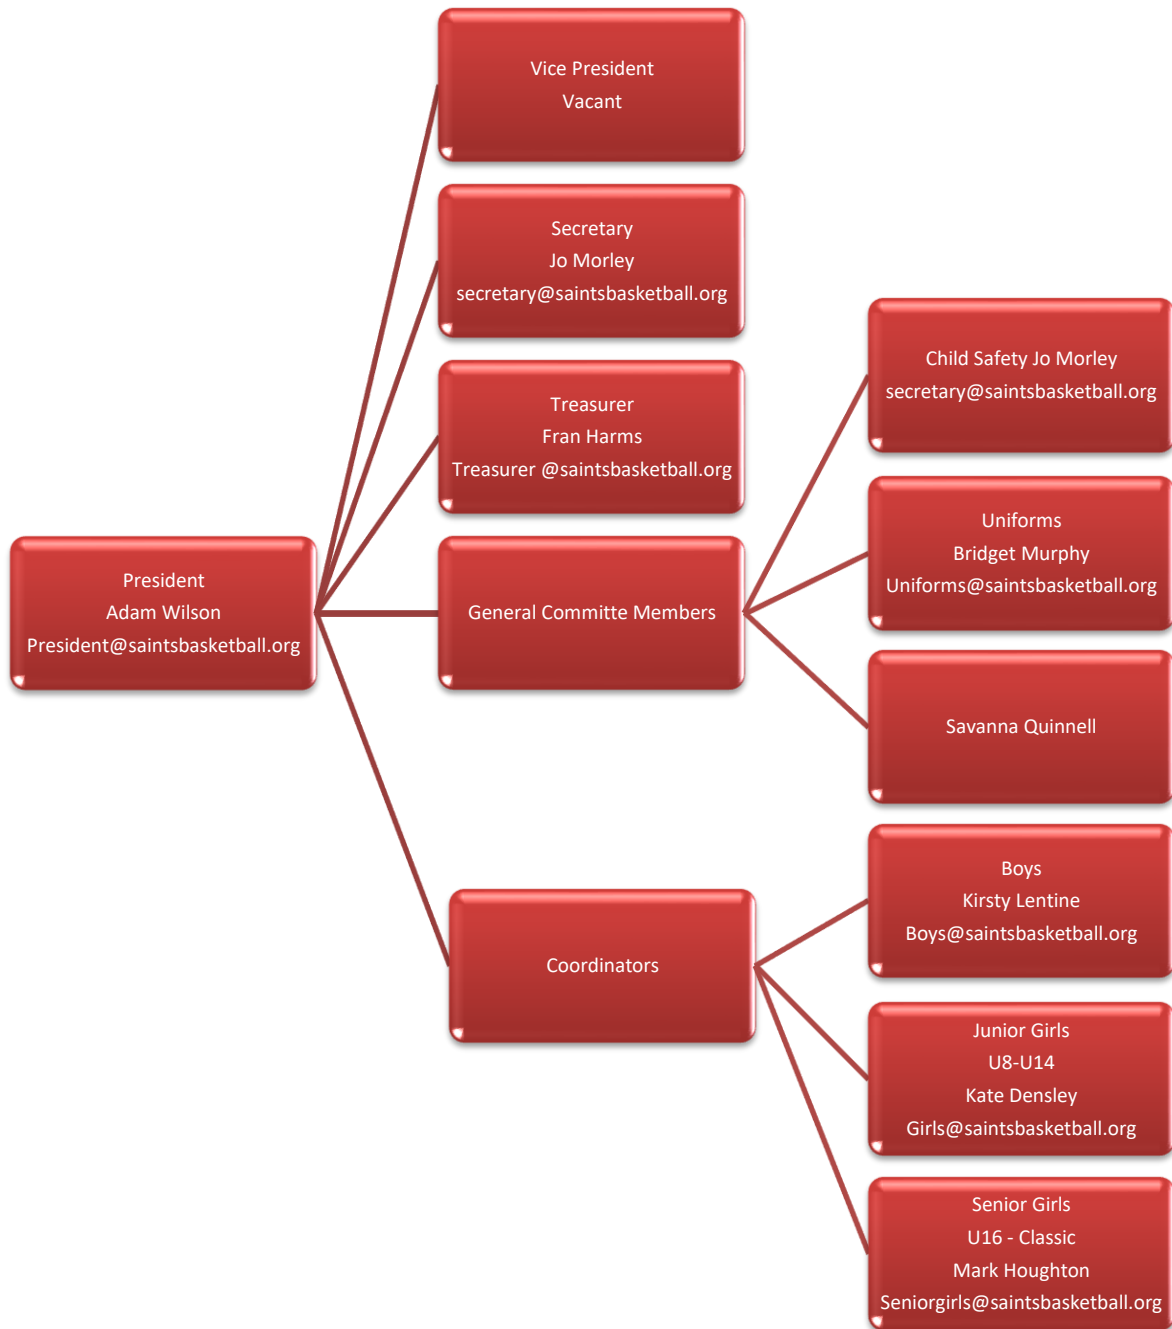 Vice President
Vacant
Secretary
Jo Morley
secretary@saintsbasketball.org
Treasurer
Fran Harms
Treasurer @saintsbasketball.org
President
Adam Wilson
President@saintsbasketball.org
General Committe Members
Child Safety Jo Morley
secretary@saintsbasketball.org
Uniforms
Bridget Murphy
Uniforms@saintsbasketball.org
Savanna Quinnell
Coordinators
Boys
Kirsty Lentine
Boys@saintsbasketball.org
Junior Girls
U8-U14
Kate Densley
Girls@saintsbasketball.org
Senior Girls
U16 - Classic
Mark Houghton
Seniorgirls@saintsbasketball.org